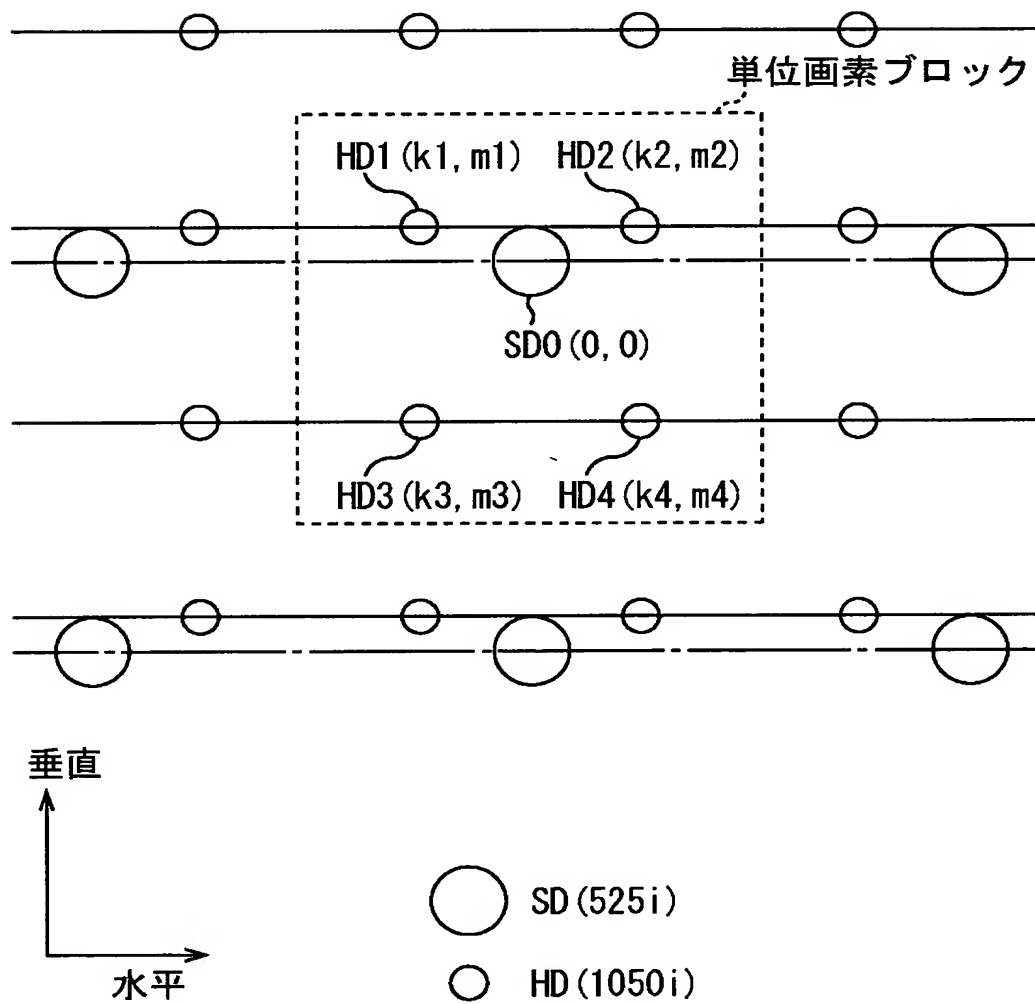 単位画素ブロック
HD1(k1,m1) HD2(k2,m2)
SD0(0,0)
HD3(k3,m3) HD4(k4,m4)
垂直
水平
SD(525i)
HD(1050i)